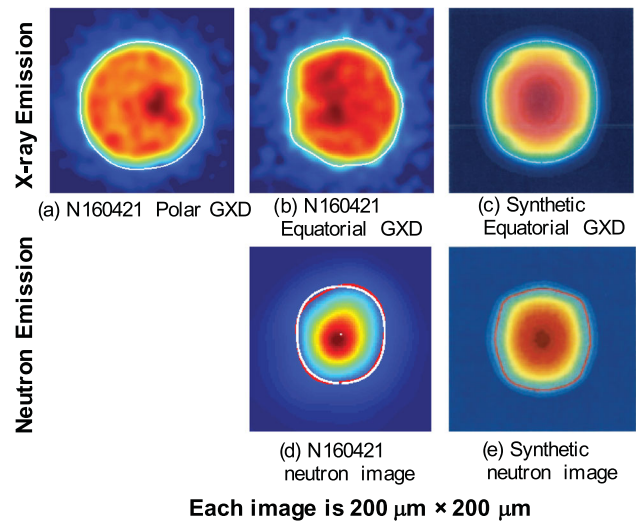 X-ray Emission
(a) N160421 Polar GXD
(b) N160421
Equatorial GXD
(c) Synthetic
Equatorial GXD
Neutron Emission
(d) N160421
neutron image
(e) Synthetic
neutron image
Each image is 200 μm × 200 μm